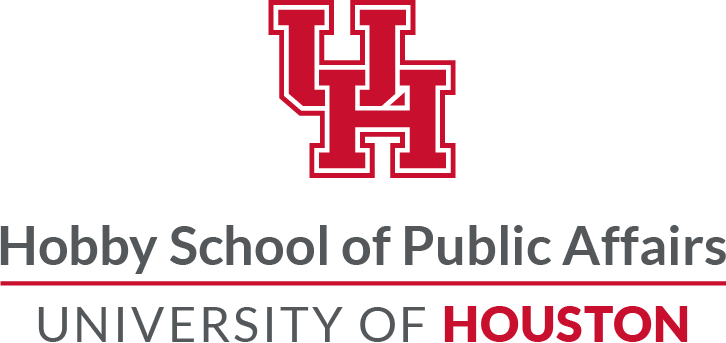 UH
Hobby School of Public Affairs
UNIVERSITY OF HOUSTON